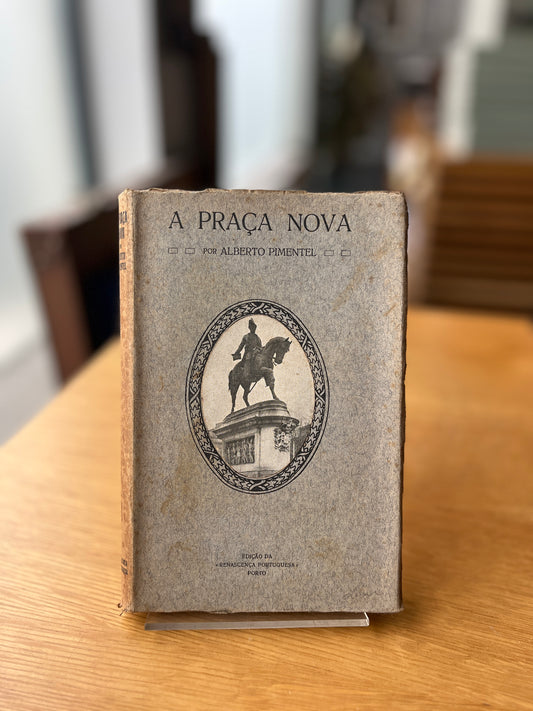 A PRAÇA NOVA
POR ALBERTO PIMENTEL
EDIÇÃO DA
«RENASCENÇA PORTUGUESA»
PORTO